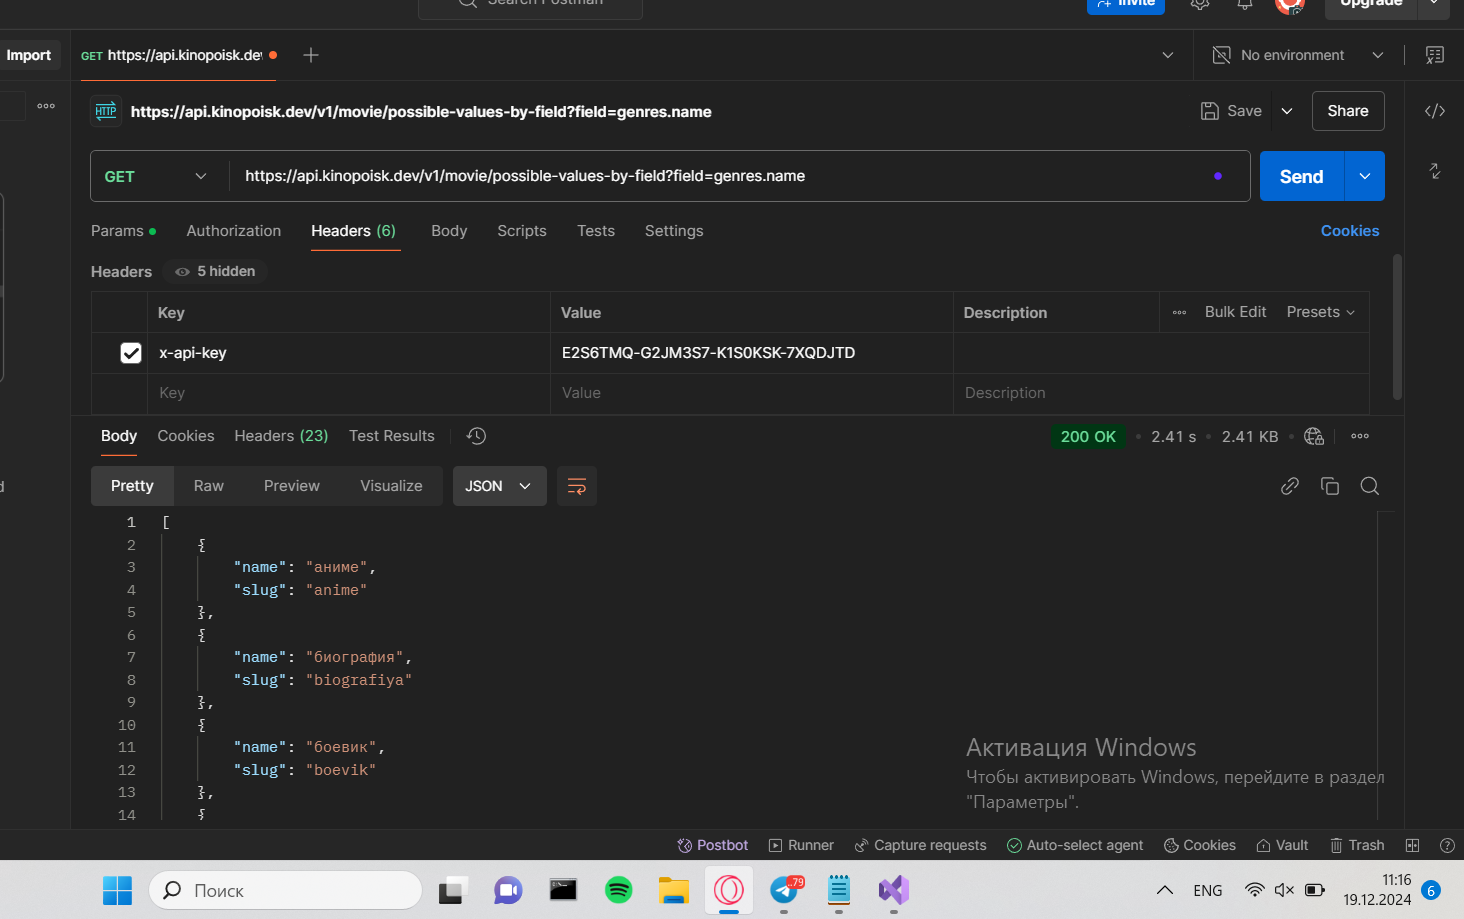 Search Postman
Invite
Upgrade
Import
GET https://api.kinopoisk.de
No environment
HTTP https://api.kinopoisk.dev/v1/movie/possible-values-by-field?field=genres.name
Save
Share
GET
https://api.kinopoisk.dev/v1/movie/possible-values-by-field?field=genres.name
Send
Params Authorization Headers (6) Body Scripts Tests Settings Cookies
Headers 5 hidden
Key Value Description Bulk Edit Presets
x-api-key E2S6TMQ-G2JM3S7-K1S0KSK-7XQDJTD
Key Value Description
Body Cookies Headers (23) Test Results 200 OK 2.41 s 2.41 KB
Pretty Raw Preview Visualize JSON
1 [
2 {
3 "name": "аниме",
4 "slug": "anime"
5 },
6 {
7 "name": "биография",
8 "slug": "biografiya"
9 },
10 {
11 "name": "боевик",
12 "slug": "boevik"
13 },
14 {
Активация Windows
Чтобы активировать Windows, перейдите в раздел
"Параметры".
Postbot Runner Capture requests Auto-select agent Cookies Vault Trash
Поиск
79
ENG
11:16
19.12.2024
6